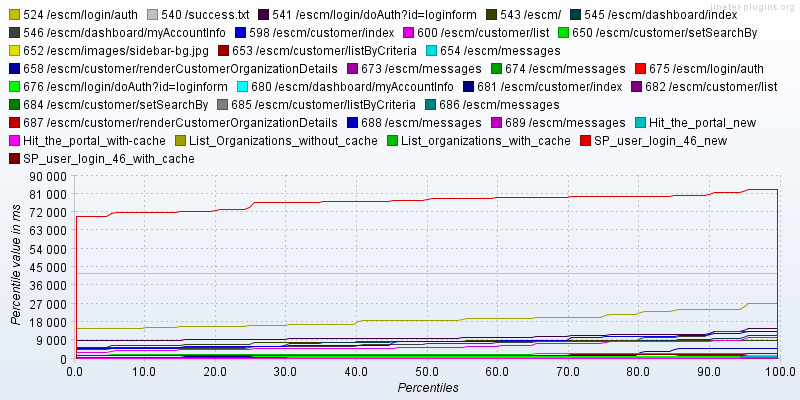 jmeter-plugins.org
524 /escm/login/auth 540 /success.txt 541 /escm/login/doAuth?id=loginform 543 /escm/ 545 /escm/dashboard/index
546 /escm/dashboard/myAccountInfo 598 /escm/customer/index 600 /escm/customer/list 650 /escm/customer/setSearchBy
652 /escm/images/sidebar-bg.jpg 653 /escm/customer/listByCriteria 654 /escm/messages
658 /escm/customer/renderCustomerOrganizationDetails 673 /escm/messages 674 /escm/messages 675 /escm/login/auth
676 /escm/login/doAuth?id=loginform 680 /escm/dashboard/myAccountInfo 681 /escm/customer/index 682 /escm/customer/list
684 /escm/customer/setSearchBy 685 /escm/customer/listByCriteria 686 /escm/messages
687 /escm/customer/renderCustomerOrganizationDetails 688 /escm/messages 689 /escm/messages Hit_the_portal_new
Hit_the_portal_with-cache List_Organizations_without_cache List_organizations_with_cache SP_user_login_46_new
SP_user_login_46_with_cache
90 000
81 000
72 000
63 000
54 000
45 000
36 000
27 000
18 000
9 000
0
Percentile value in ms
0.0 10.0 20.0 30.0 40.0 50.0 60.0 70.0 80.0 90.0 100.0
Percentiles